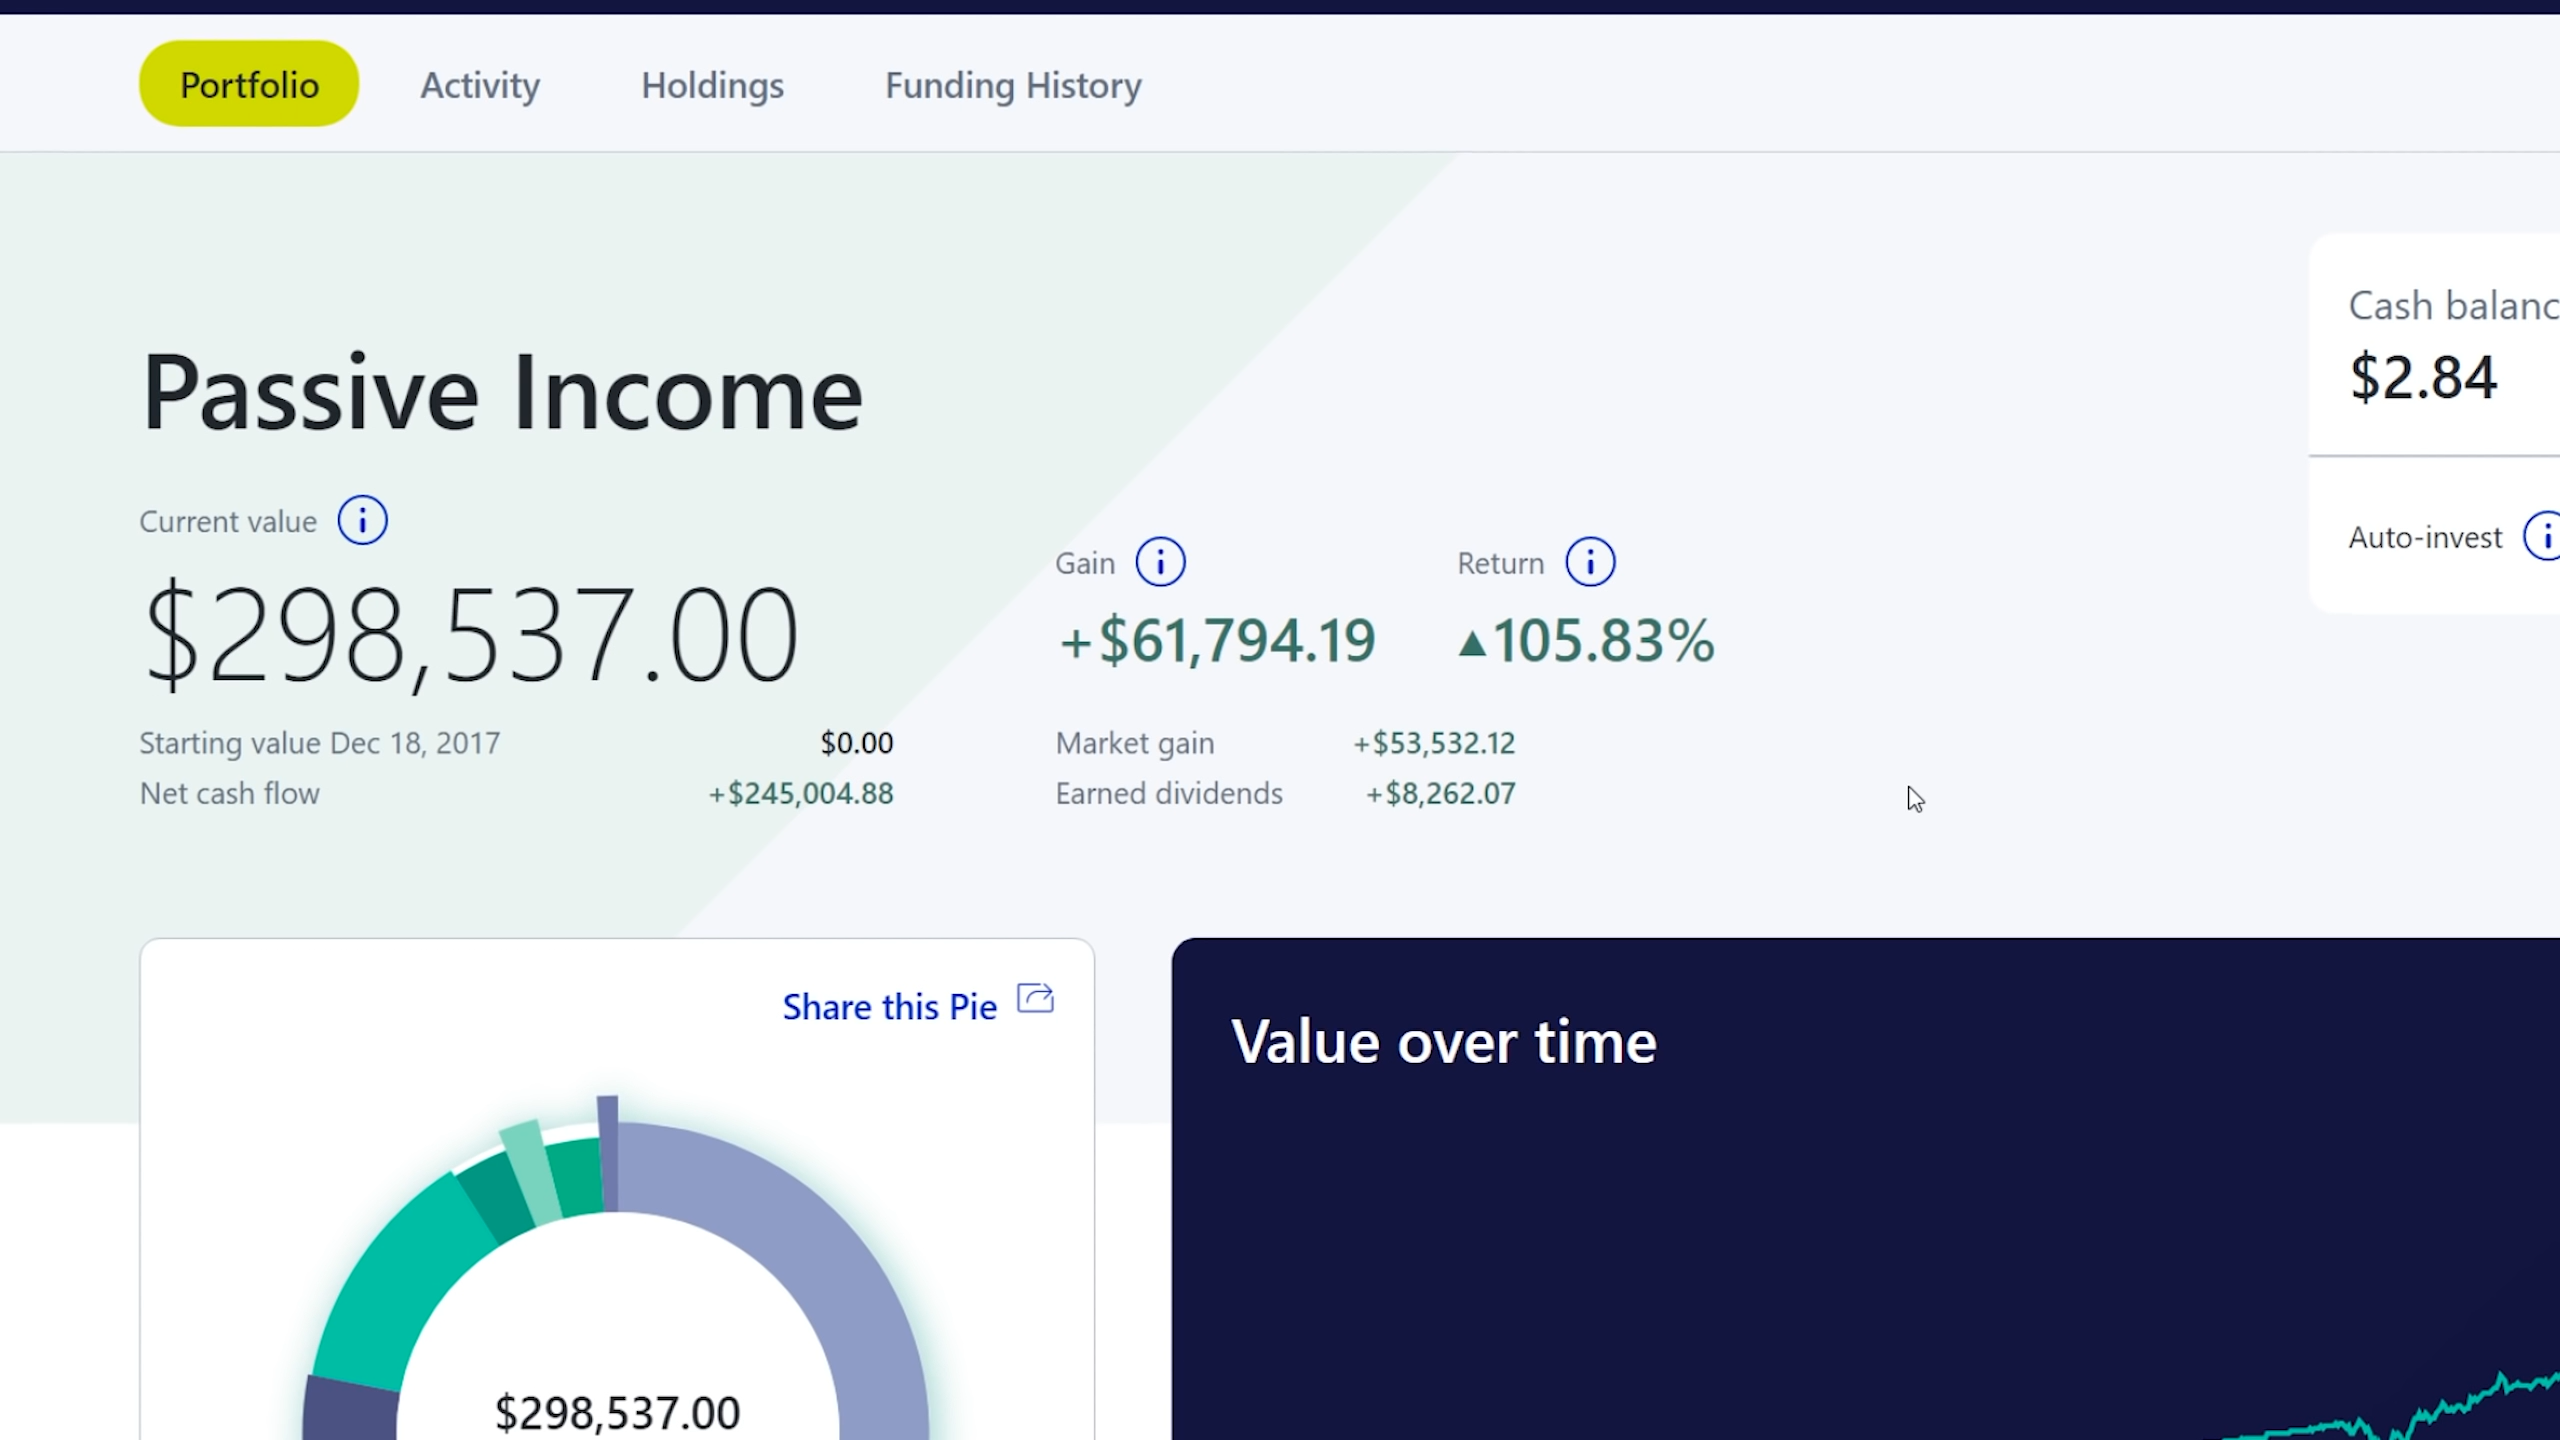 Portfolio Activity Holdings Funding History
Passive Income
Cash balanc
$2.84
Auto-invest
Current value
$298,537.00
Gain
+$61,794.19
Return
▲105.83%
Starting value Dec 18, 2017 $0.00
Net cash flow +$245,004.88
Market gain +$53,532.12
Earned dividends +$8,262.07
Share this Pie
$298,537.00
Value over time